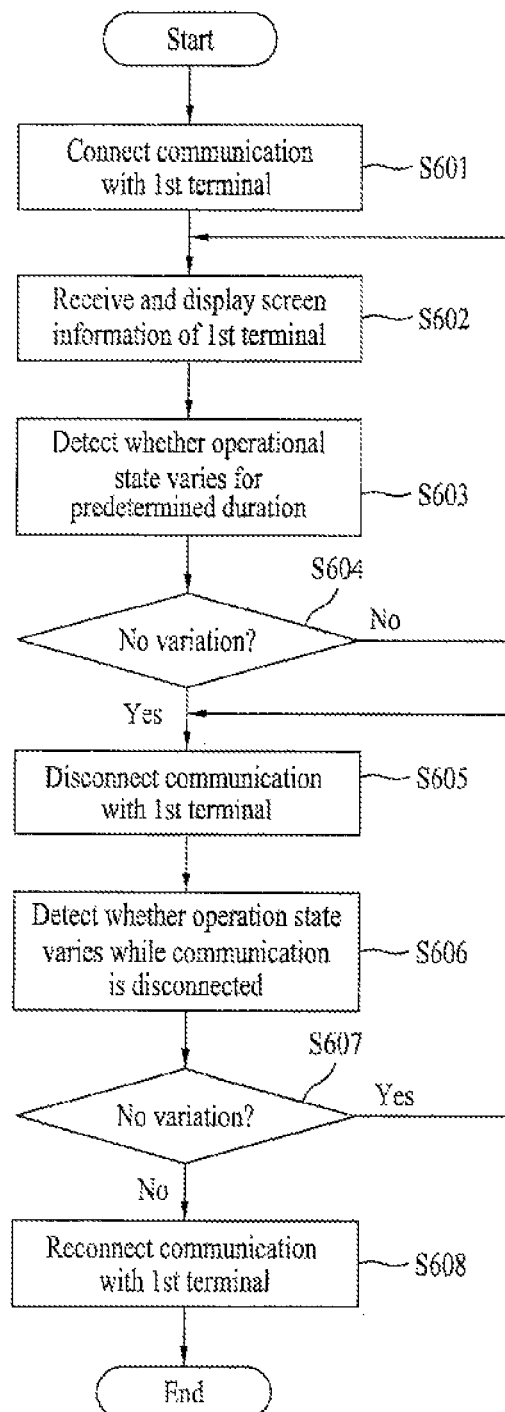 Start
Connect communication
with 1st terminal
S601
Receive and display screen
information of 1st terminal
S602
Detect whether operational
state varies for
predetermined duration
S603
S604
No variation?
No
Yes
Disconnect communication
with 1st terminal
S605
Detect whether operation state
varies while communication
is disconnected
S606
S607
No variation?
Yes
No
Reconnect communication
with 1st terminal
S608
End